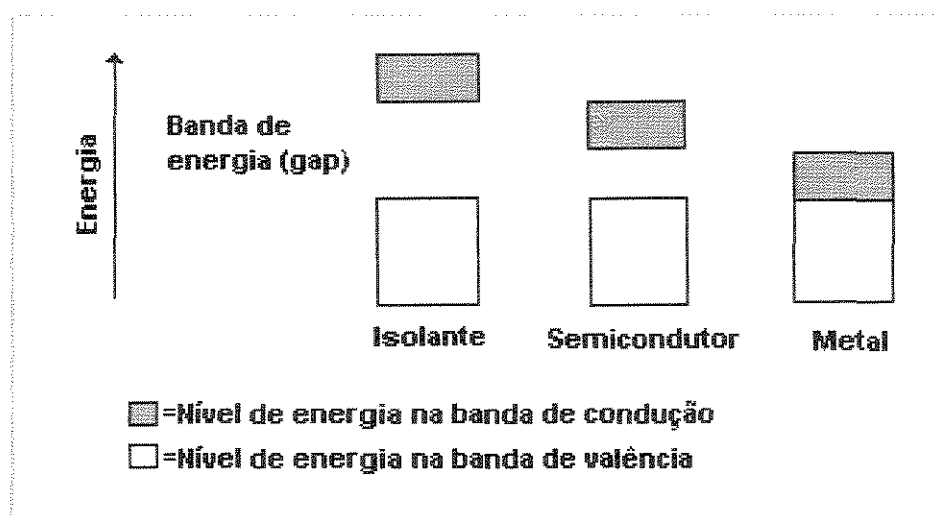 Energia
Banda de
energia (gap)
Isolante
Semicondutor
Metal
=Nível de energia na banda de condução
=Nível de energia na banda de valência